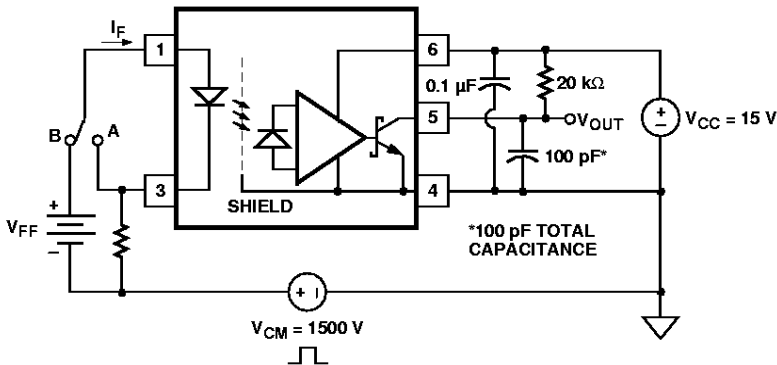 I_F
1
6
0.1 µF
20 kΩ
B
A
5
V_OUT
+
–
V_CC = 15 V
100 pF*
3
4
SHIELD
+
V_FF
–
*100 pF TOTAL
CAPACITANCE
+ –
V_CM = 1500 V